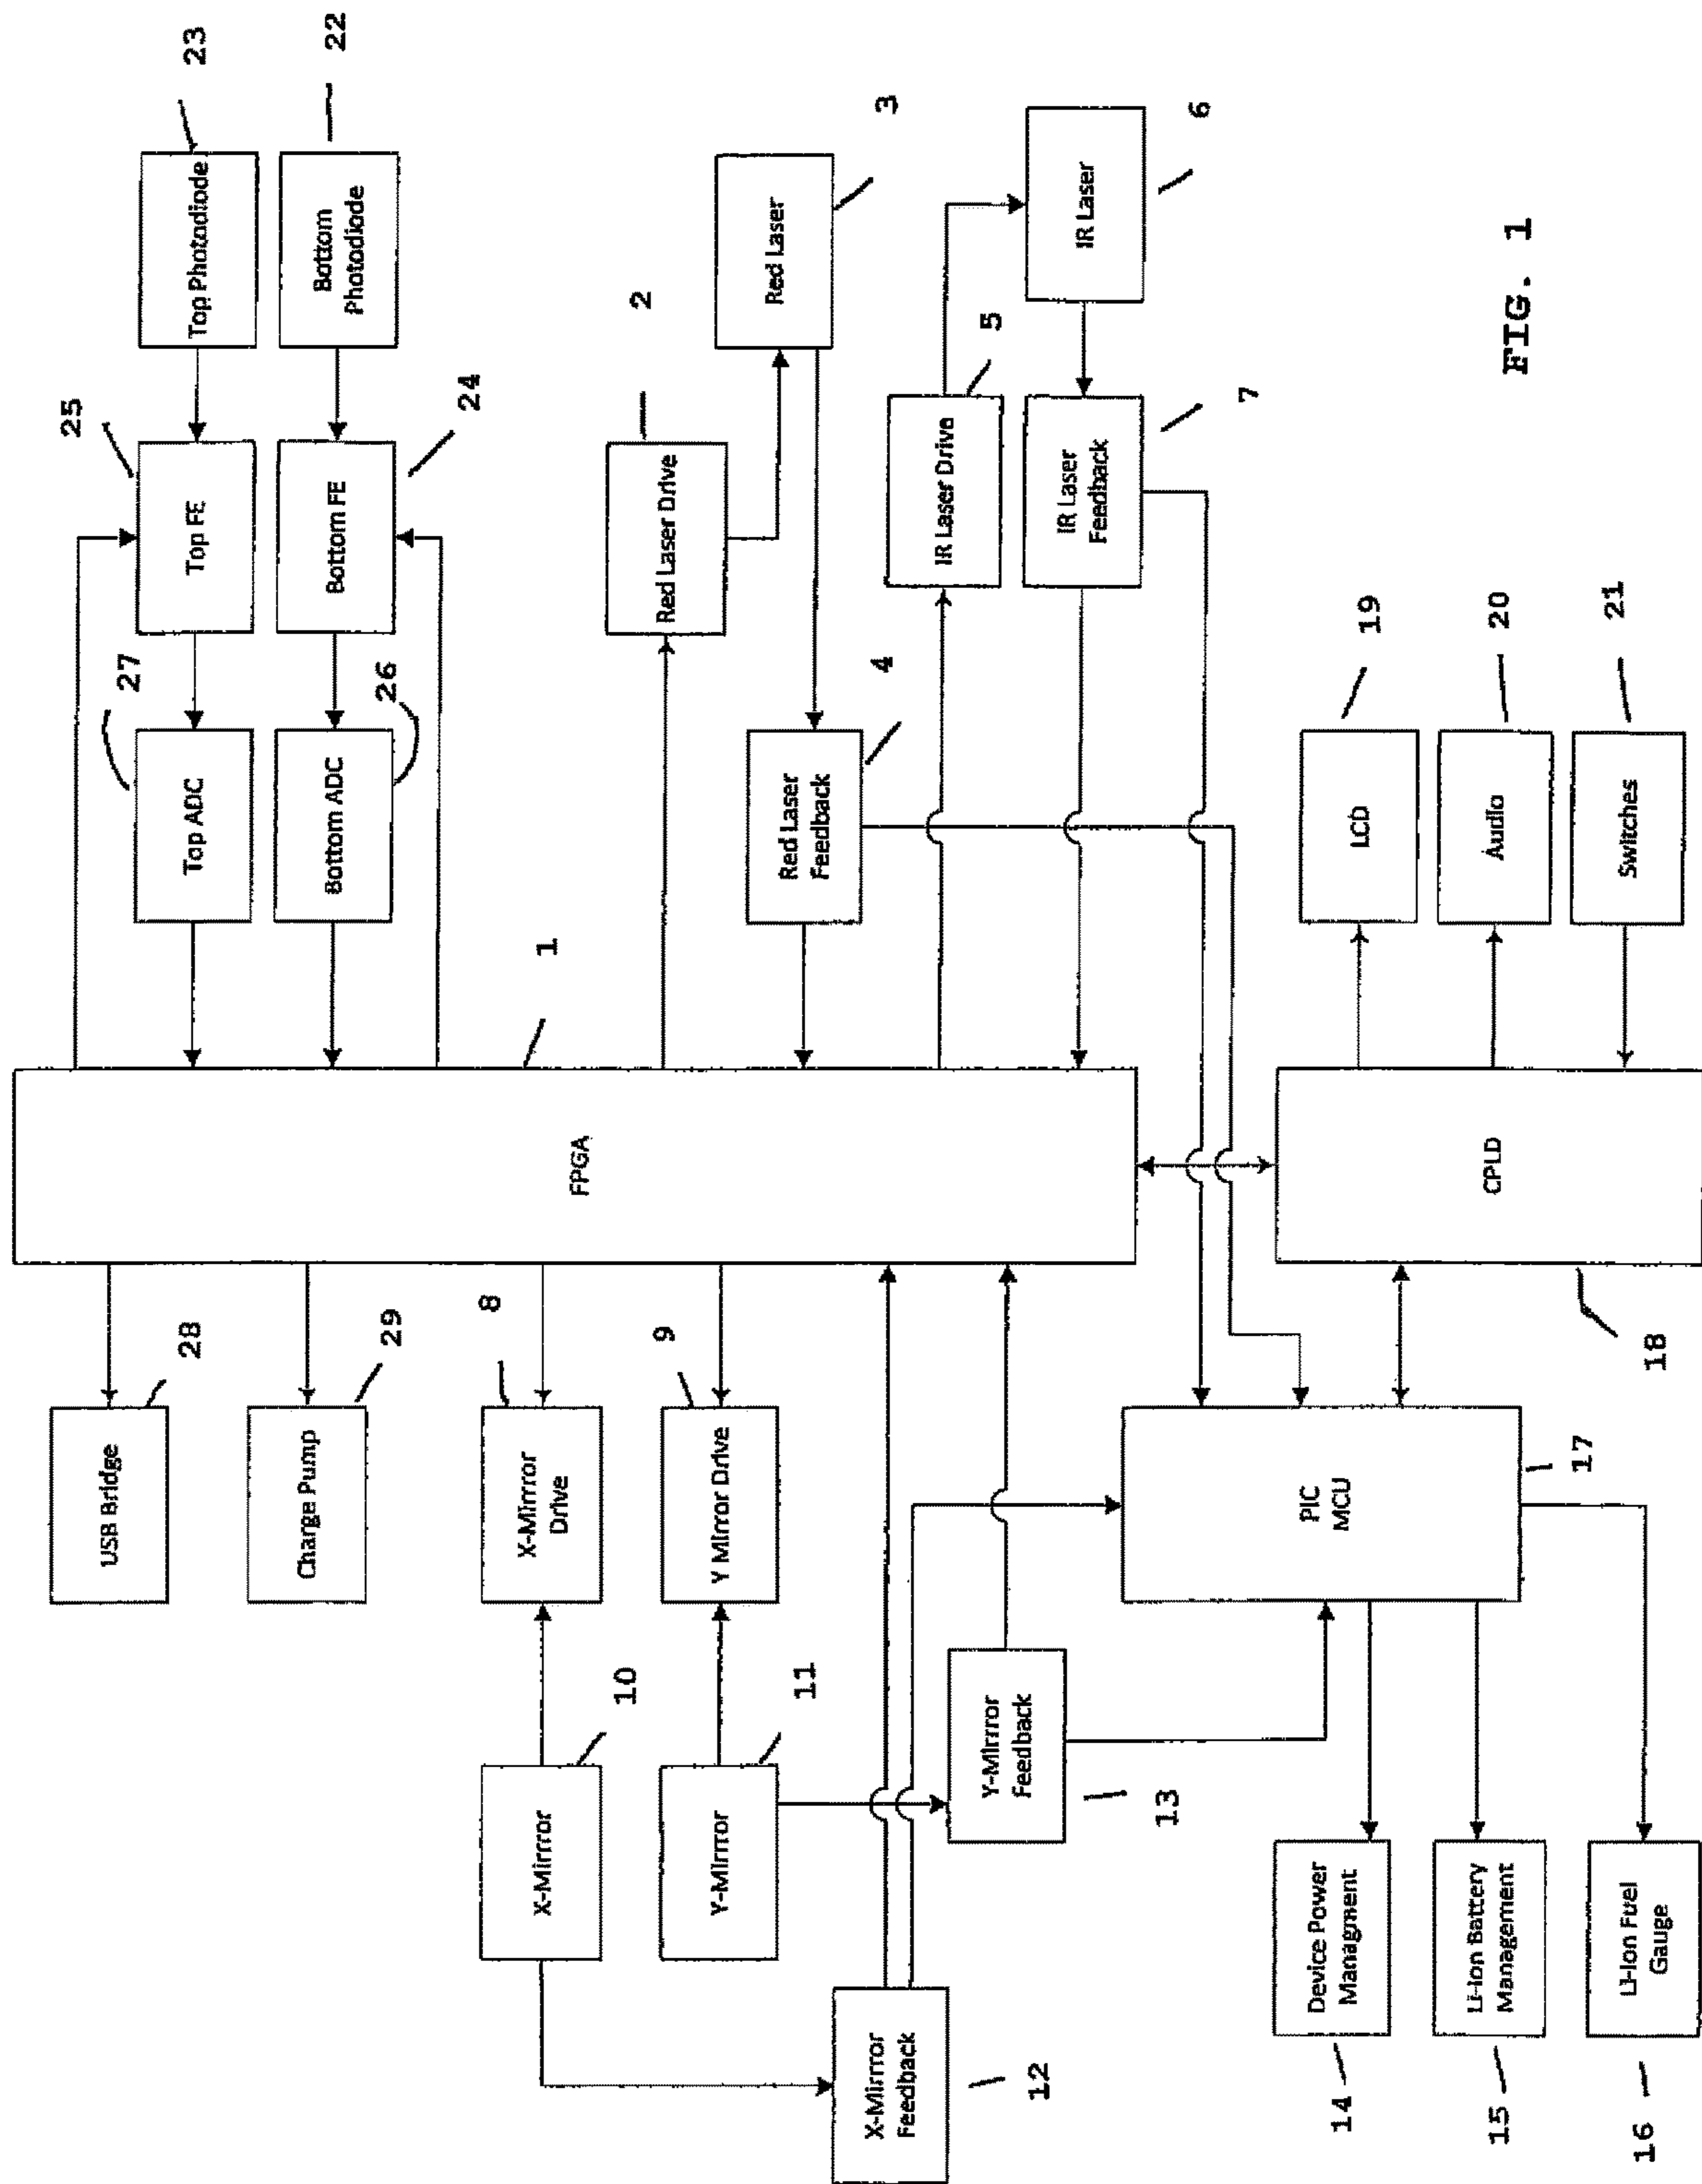 USB Bridge
28
Charge Pump
29
X-Mirror
Drive
8
Y Mirror Drive
9
X-Mirror
10
Y-Mirror
11
X-Mirror
Feedback
12
Y-Mirror
Feedback
13
FPGA
1
Top ADC
27
Top FE
25
Top Photodiode
23
Bottom ADC
26
Bottom FE
24
Bottom
Photodiode
22
Red Laser Drive
2
Red Laser
3
Red Laser
Feedback
4
IR Laser Drive
5
IR Laser
6
IR Laser
Feedback
7
Device Power
Managment
14
Li-Ion Battery
Management
15
Li-Ion Fuel
Gauge
16
PIC
MCU
17
CPLD
18
LCD
19
Audio
20
Switches
21
FIG. 1